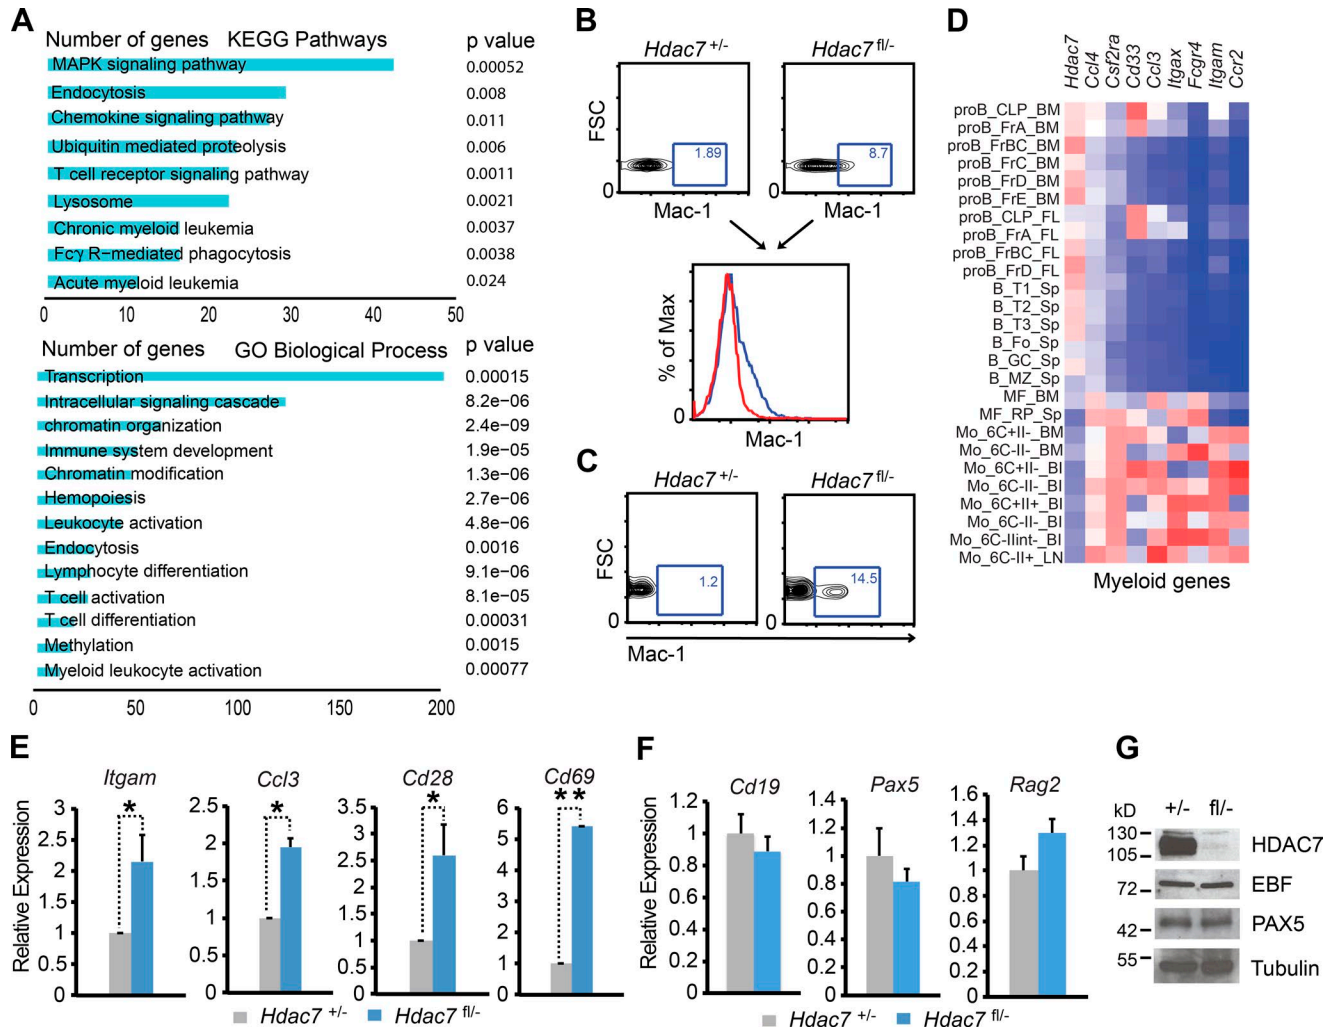 A
Number of genes KEGG Pathways p value
MAPK signaling pathway 0.00052
Endocytosis 0.008
Chemokine signaling pathway 0.011
Ubiquitin mediated proteolysis 0.006
T cell receptor signaling pathway 0.0011
Lysosome 0.0021
Chronic myeloid leukemia 0.0037
Fcγ R−mediated phagocytosis 0.0038
Acute myeloid leukemia 0.024
0 10 20 30 40 50
Number of genes GO Biological Process p value
Transcription 0.00015
Intracellular signaling cascade 8.2e−06
chromatin organization 2.4e−09
Immune system development 1.9e−05
Chromatin modification 1.3e−06
Hemopoiesis 2.7e−06
Leukocyte activation 4.8e−06
Endocytosis 0.0016
Lymphocyte differentiation 9.1e−06
T cell activation 8.1e−05
T cell differentiation 0.00031
Methylation 0.0015
Myeloid leukocyte activation 0.00077
0 50 100 150 200
B
Hdac7 +/- Hdac7 fl/-
FSC
1.89 8.7
0 0
Mac-1 Mac-1
% of Max
0
Mac-1
C
Hdac7 +/- Hdac7 fl/-
FSC
1.2 14.5
0 0
Mac-1
D
Hdac7 Ccl4 Csf2ra Cd33 Ccl3 Itgax Fcgr4 Itgam Ccr2
proB_CLP_BM
proB_FrA_BM
proB_FrBC_BM
proB_FrC_BM
proB_FrD_BM
proB_FrE_BM
proB_CLP_FL
proB_FrA_FL
proB_FrBC_FL
proB_FrD_FL
B_T1_Sp
B_T2_Sp
B_T3_Sp
B_Fo_Sp
B_GC_Sp
B_MZ_Sp
MF_BM
MF_RP_Sp
Mo_6C+II-_BM
Mo_6C-II-_BM
Mo_6C+II-_BI
Mo_6C-II-_BI
Mo_6C+II+_BI
Mo_6C-II-_BI
Mo_6C-IIint-_BI
Mo_6C-II+_LN
Myeloid genes
E
Relative Expression
Itgam
*
3
2.5
2
1.5
1
0.5
0
Ccl3
*
2.5
2
1.5
1
0.5
0
Cd28
*
3.5
3
2.5
2
1.5
1
0.5
0
Cd69
* *
6
5
4
3
2
1
0
Hdac7 +/- Hdac7 fl/-
F
Relative Expression
Cd19
1.2
1
0.8
0.6
0.4
0.2
0
Pax5
1.4
1.2
1
0.8
0.6
0.4
0.2
0
Rag2
1.6
1.4
1.2
1
0.8
0.6
0.4
0.2
0
Hdac7 +/- Hdac7 fl/-
G
kD +/- fl/-
130
105 HDAC7
72 EBF
42 PAX5
55 Tubulin